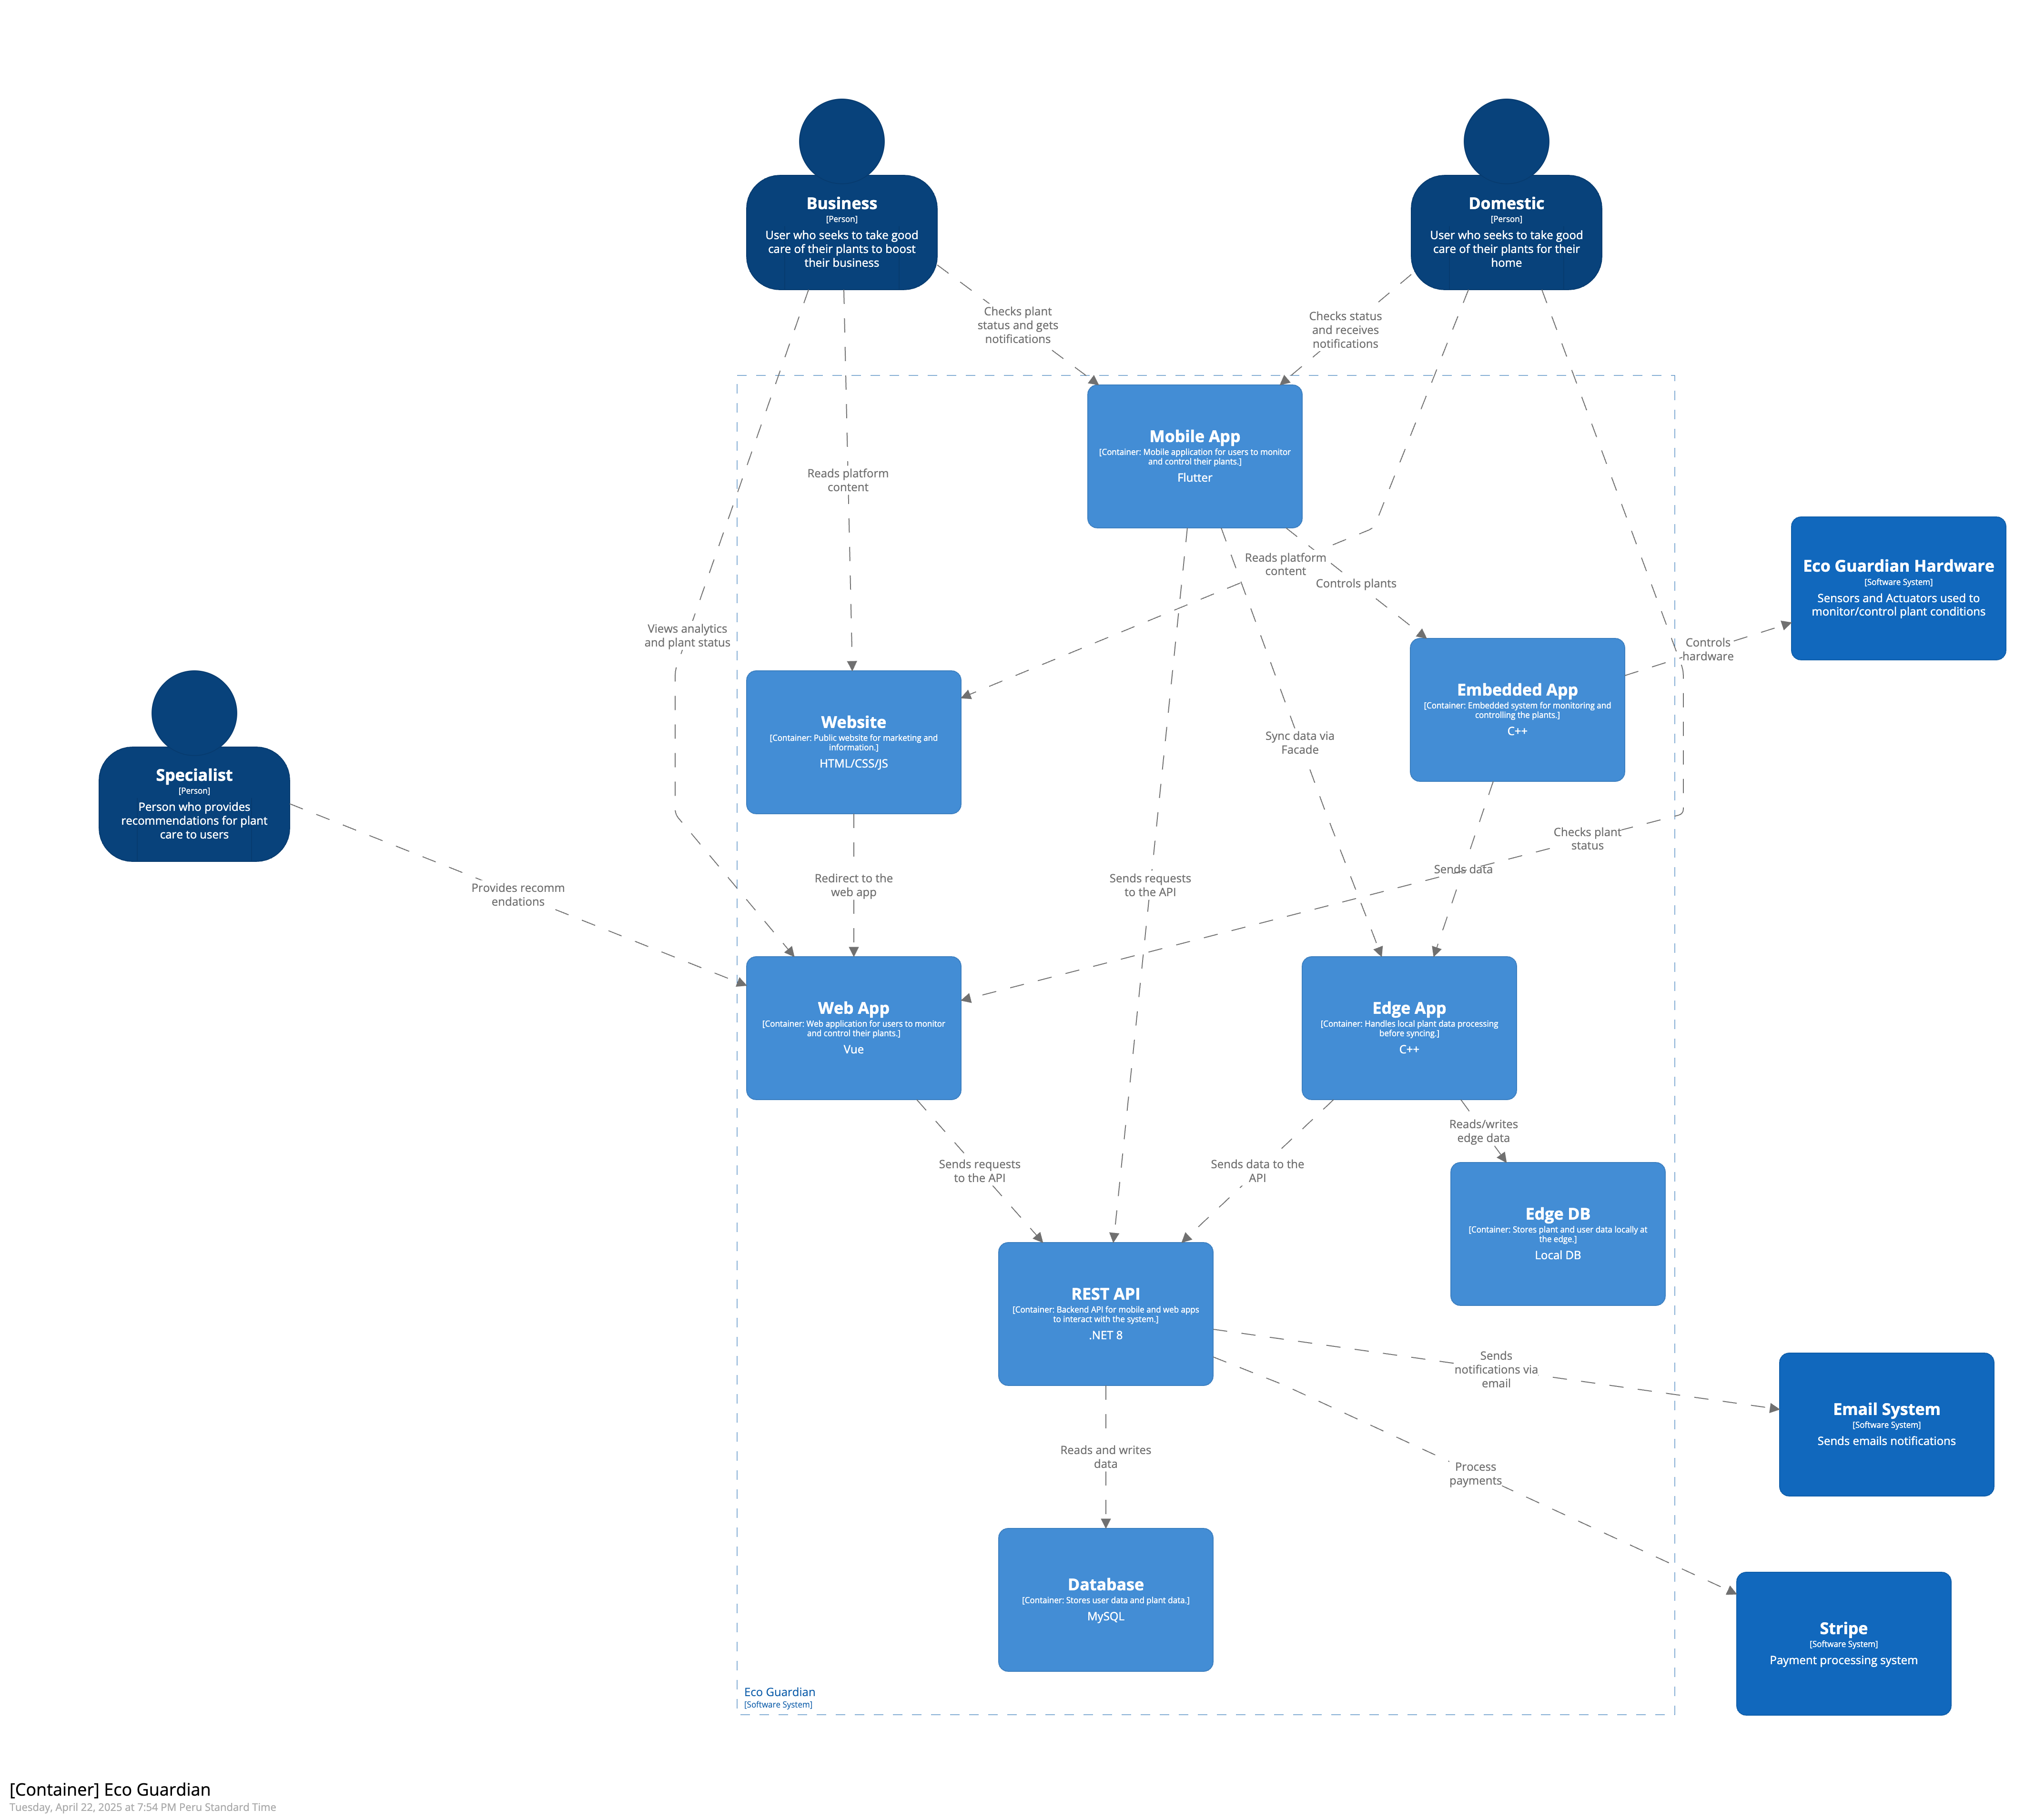 Business
[Person]
User who seeks to take good
care of their plants to boost
their business
Domestic
[Person]
User who seeks to take good
care of their plants for their
home
Checks plant
status and gets
notifications
Checks status
and receives
notifications
Mobile App
[Container: Mobile application for users to monitor
and control their plants.]
Flutter
Reads platform
content
Reads platform
content
Controls plants
Eco Guardian Hardware
[Software System]
Sensors and Actuators used to
monitor/control plant conditions
Views analytics
and plant status
Controls
hardware
Embedded App
[Container: Embedded system for monitoring and
controlling the plants.]
C++
Website
[Container: Public website for marketing and
information.]
HTML/CSS/JS
Sync data via
Facade
Specialist
[Person]
Person who provides
recommendations for plant
care to users
Checks plant
status
Provides recomm
endations
Redirect to the
web app
Sends requests
to the API
Sends data
Web App
[Container: Web application for users to monitor
and control their plants.]
Vue
Edge App
[Container: Handles local plant data processing
before syncing.]
C++
Reads/writes
edge data
Sends requests
to the API
Sends data to the
API
Edge DB
[Container: Stores plant and user data locally at
the edge.]
Local DB
REST API
[Container: Backend API for mobile and web apps
to interact with the system.]
.NET 8
Sends
notifications via
email
Email System
[Software System]
Sends emails notifications
Reads and writes
data
Process
payments
Database
[Container: Stores user data and plant data.]
MySQL
Stripe
[Software System]
Payment processing system
Eco Guardian
[Software System]
[Container] Eco Guardian
Tuesday, April 22, 2025 at 7:54 PM Peru Standard Time